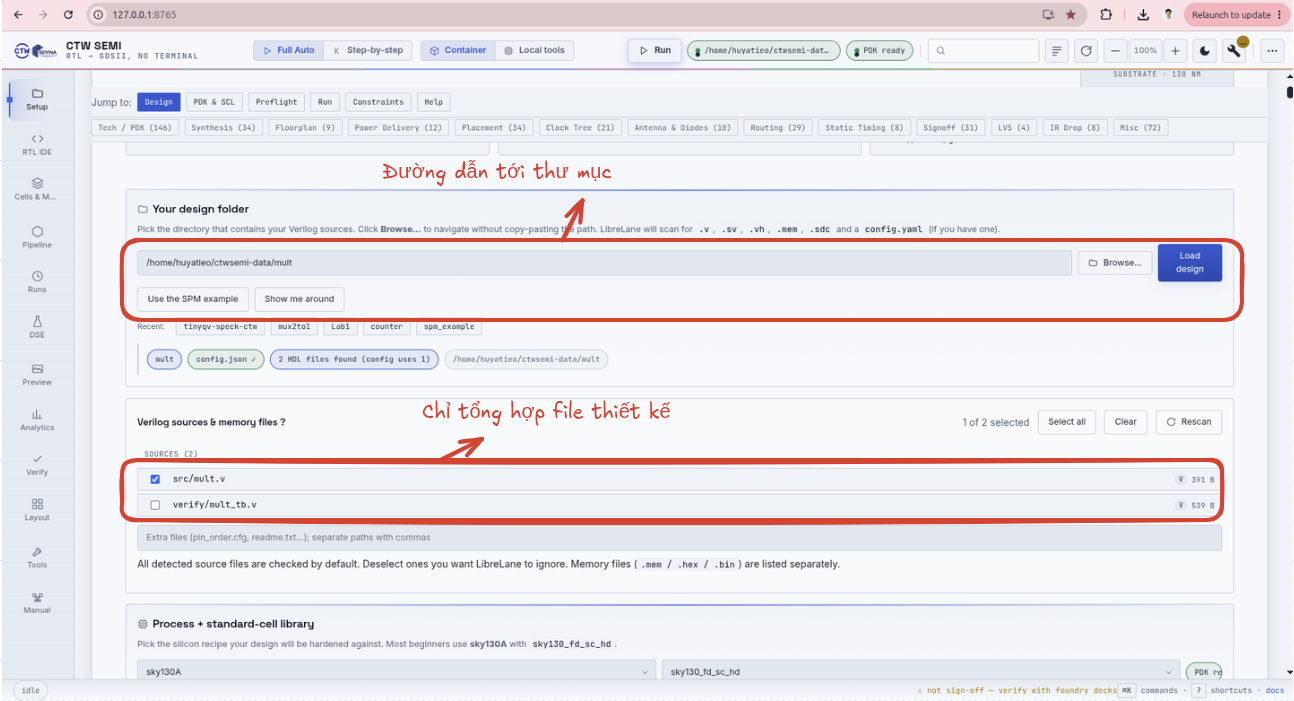 127.0.0.1:8765
Relaunch to update
CTW
CTW SEMI
RTL → GDSII, NO TERMINAL
Full Auto
Step-by-step
Container
Local tools
Run
/home/huyatieo/ctwsemi-dat…
PDK ready
100%
SUBSTRATE · 130 NM
Setup
RTL IDE
Cells & M...
Pipeline
Runs
DSE
Preview
Analytics
Verify
Layout
Tools
Manual
Jump to:
Design
PDK & SCL
Preflight
Run
Constraints
Help
Tech / PDK (146)
Synthesis (34)
Floorplan (9)
Power Delivery (12)
Placement (34)
Clock Tree (21)
Antenna & Diodes (10)
Routing (29)
Static Timing (8)
Signoff (31)
LVS (4)
IR Drop (8)
Misc (72)
Đường dẫn tới thư mục
Your design folder
Pick the directory that contains your Verilog sources. Click Browse... to navigate without copy-pasting the path. LibreLane will scan for .v, .sv, .vh, .mem, .sdc and a config.yaml (if you have one).
/home/huyatieo/ctwsemi-data/mult
Browse...
Load design
Use the SPM example
Show me around
Recent:
tinyqv-speck-ctw
mux2to1
Lab1
counter
spm_example
mult
config.json ✓
2 HDL files found (config uses 1)
/home/huyatieo/ctwsemi-data/mult
Chỉ tổng hợp file thiết kế
Verilog sources & memory files ?
1 of 2 selected
Select all
Clear
Rescan
SOURCES (2)
src/mult.v
V 391 B
verify/mult_tb.v
V 539 B
Extra files (pin_order.cfg, readme.txt...); separate paths with commas
All detected source files are checked by default. Deselect ones you want LibreLane to ignore. Memory files ( .mem / .hex / .bin ) are listed separately.
Process + standard-cell library
Pick the silicon recipe your design will be hardened against. Most beginners use sky130A with sky130_fd_sc_hd .
sky130A
sky130_fd_sc_hd
PDK re
idle
⚠ not sign-off — verify with foundry decks
⌘K commands ·
? shortcuts · docs